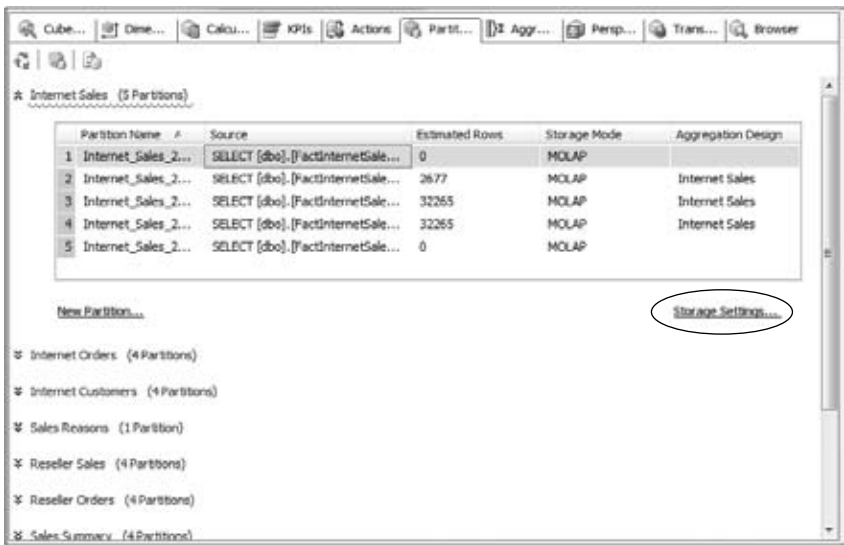 Cube... Dime... Calcu... KPIs Actions Partit... Aggr... Persp... Trans... Browser
Internet Sales (5 Partitions)
Partition Name Source Estimated Rows Storage Mode Aggregation Design
1 Internet_Sales_2... SELECT [dbo].[FactInternetSale... 0 MOLAP
2 Internet_Sales_2... SELECT [dbo].[FactInternetSale... 2677 MOLAP Internet Sales
3 Internet_Sales_2... SELECT [dbo].[FactInternetSale... 32265 MOLAP Internet Sales
4 Internet_Sales_2... SELECT [dbo].[FactInternetSale... 32265 MOLAP Internet Sales
5 Internet_Sales_2... SELECT [dbo].[FactInternetSale... 0 MOLAP
New Partition... Storage Settings...
Internet Orders (4 Partitions)
Internet Customers (4 Partitions)
Sales Reasons (1 Partition)
Reseller Sales (4 Partitions)
Reseller Orders (4 Partitions)
Sales Summary (4 Partitions)